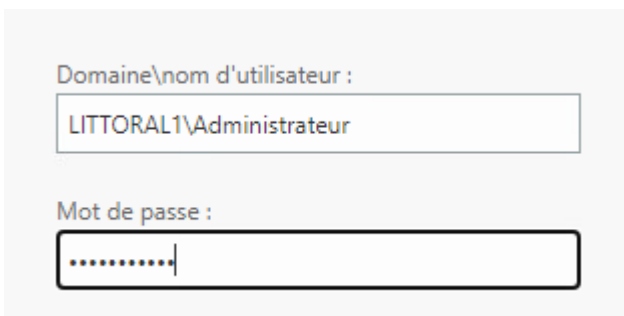 Domaine\nom d'utilisateur :
LITTORAL1\Administrateur
Mot de passe :
•••••••••••